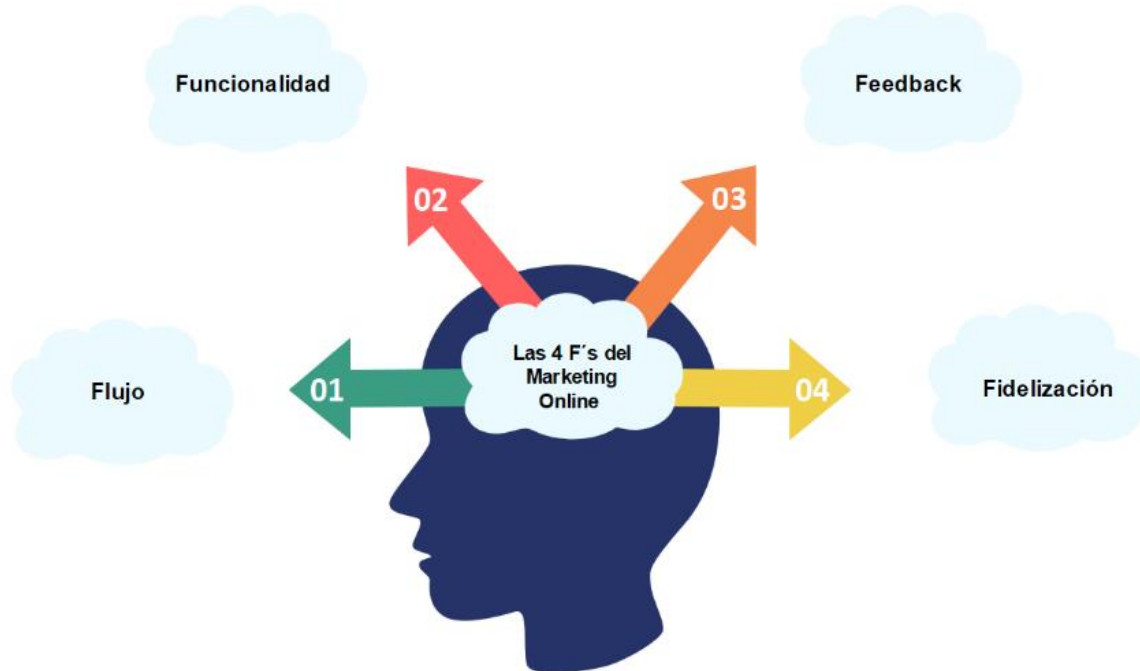 Funcionalidad
Feedback
02
03
Las 4 F´s del
Marketing
Online
01
Flujo
04
Fidelización